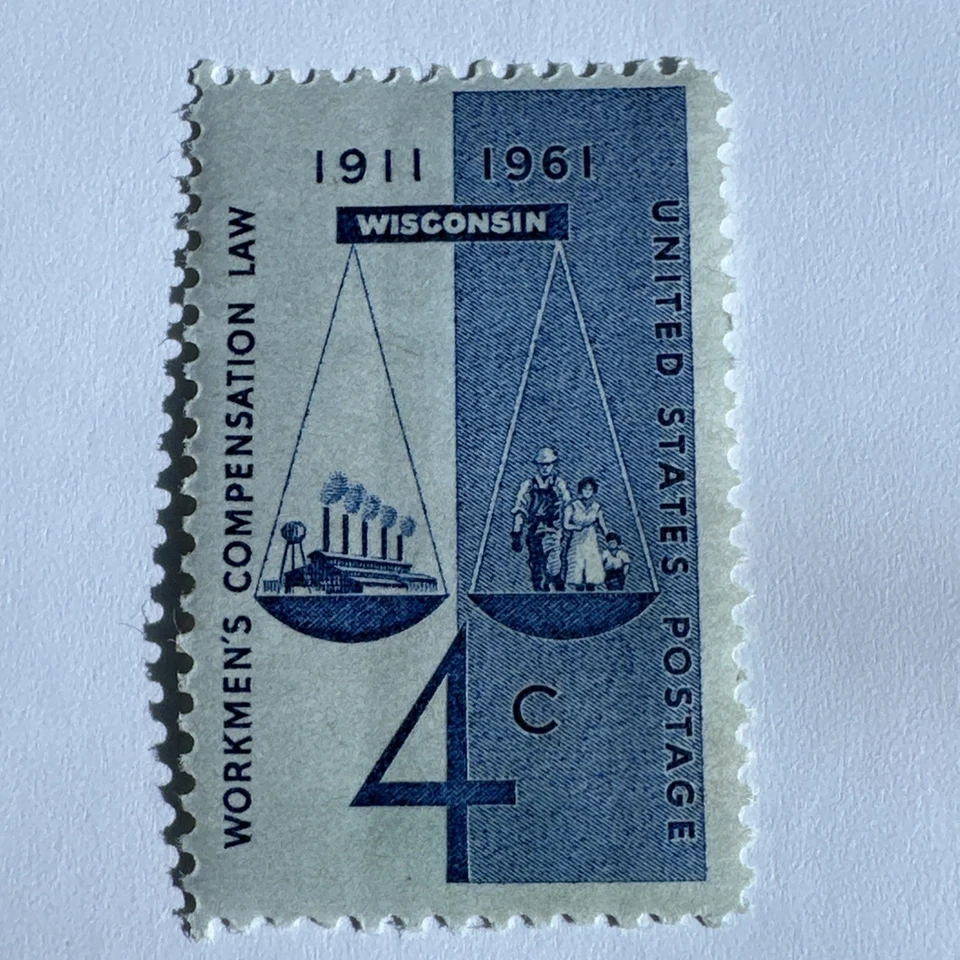 1911 1961
WISCONSIN
WORKMEN'S COMPENSATION LAW
UNITED STATES POSTAGE
4 C